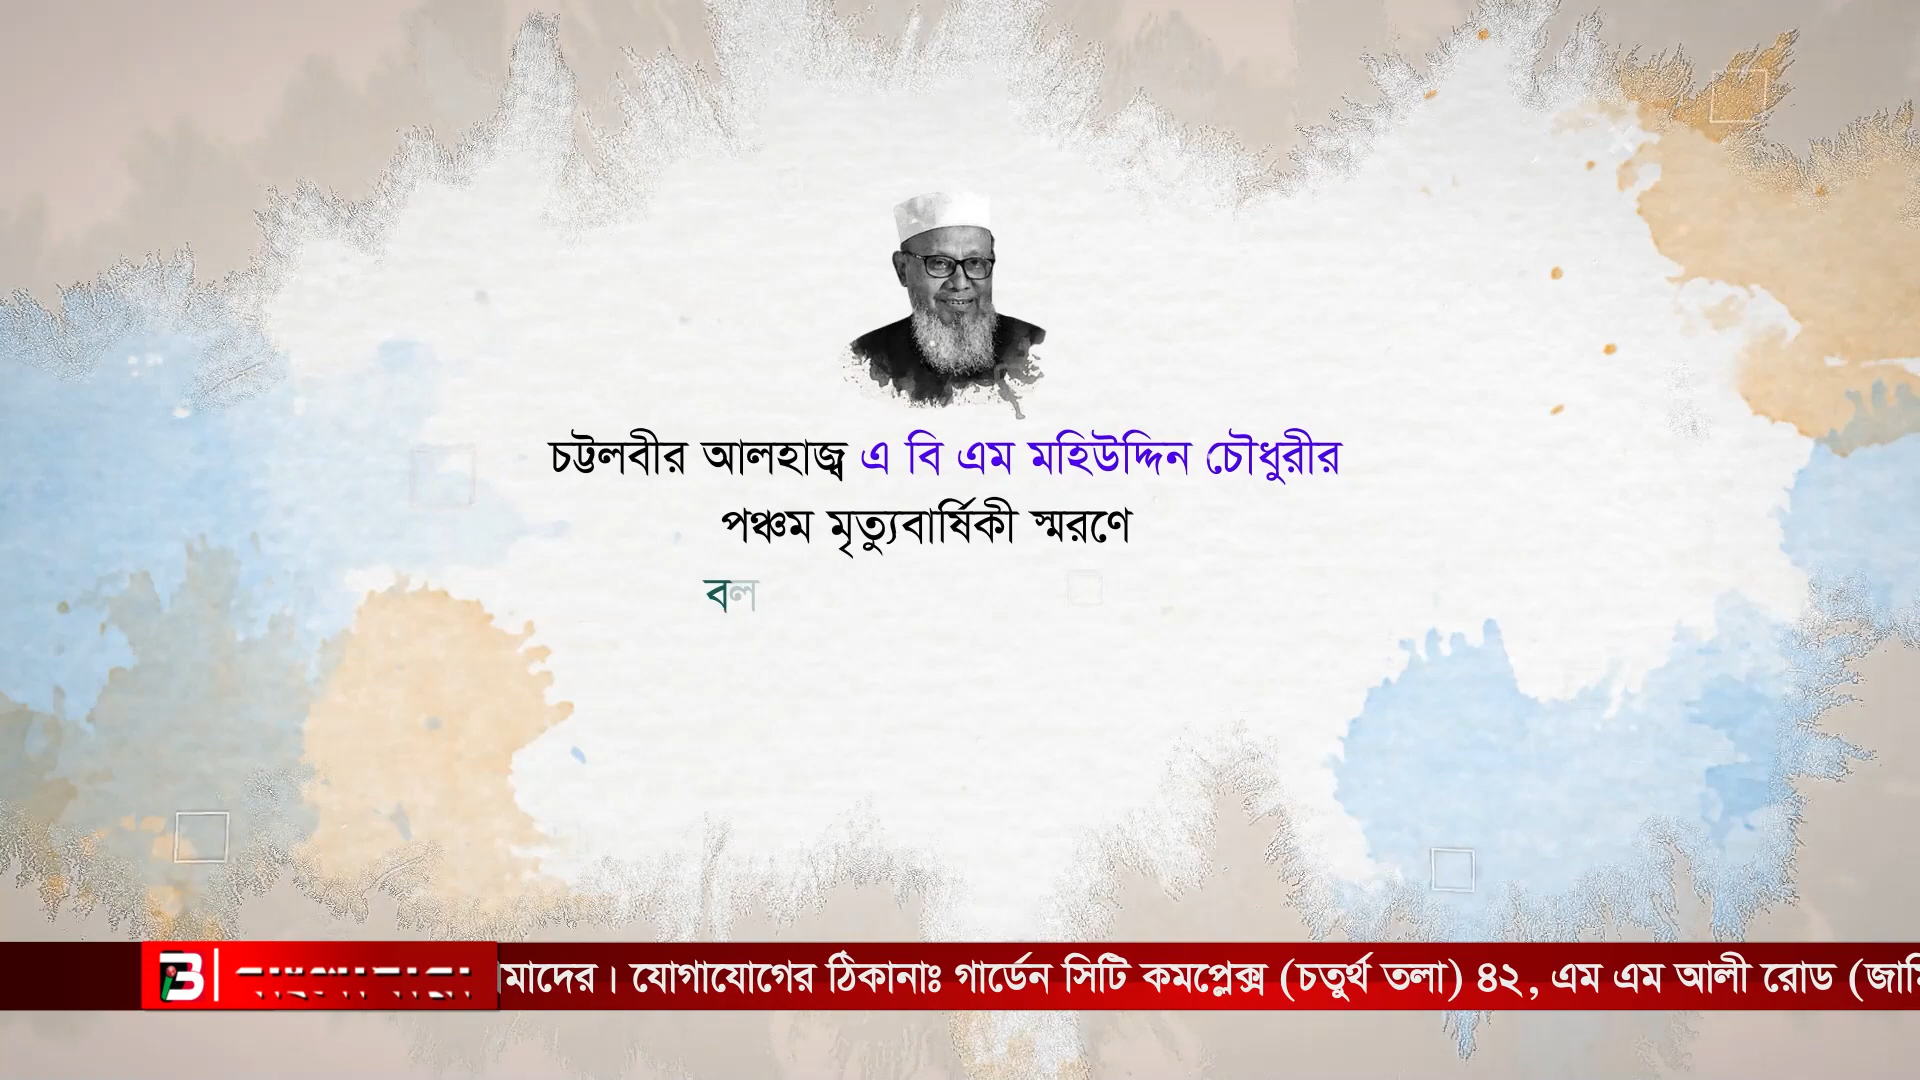 চট্টলবীর আলহাজ্ব এ বি এম মহিউদ্দিন চৌধুরীর
পঞ্চম মৃত্যুবার্ষিকী স্মরণে
বল
মাদের। যোগাযোগের ঠিকানাঃ গার্ডেন সিটি কমপ্লেক্স (চতুর্থ তলা) ৪২, এম এম আলী রোড